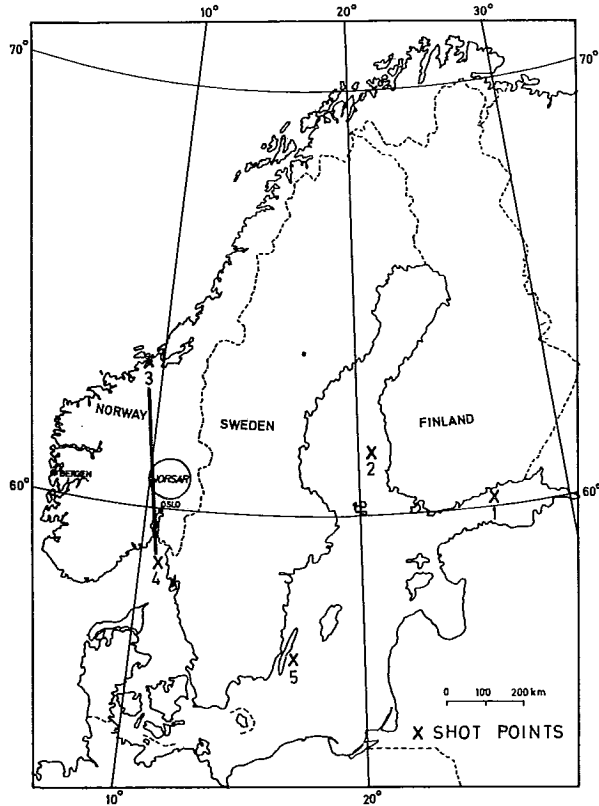 10° 20° 30°
70° 70°
3
NORWAY SWEDEN FINLAND
X
2
BERGEN NORSAR
60° OSLO X 60°
1
X
4
X
5
0 100 200 km
X SHOT POINTS
10° 20°